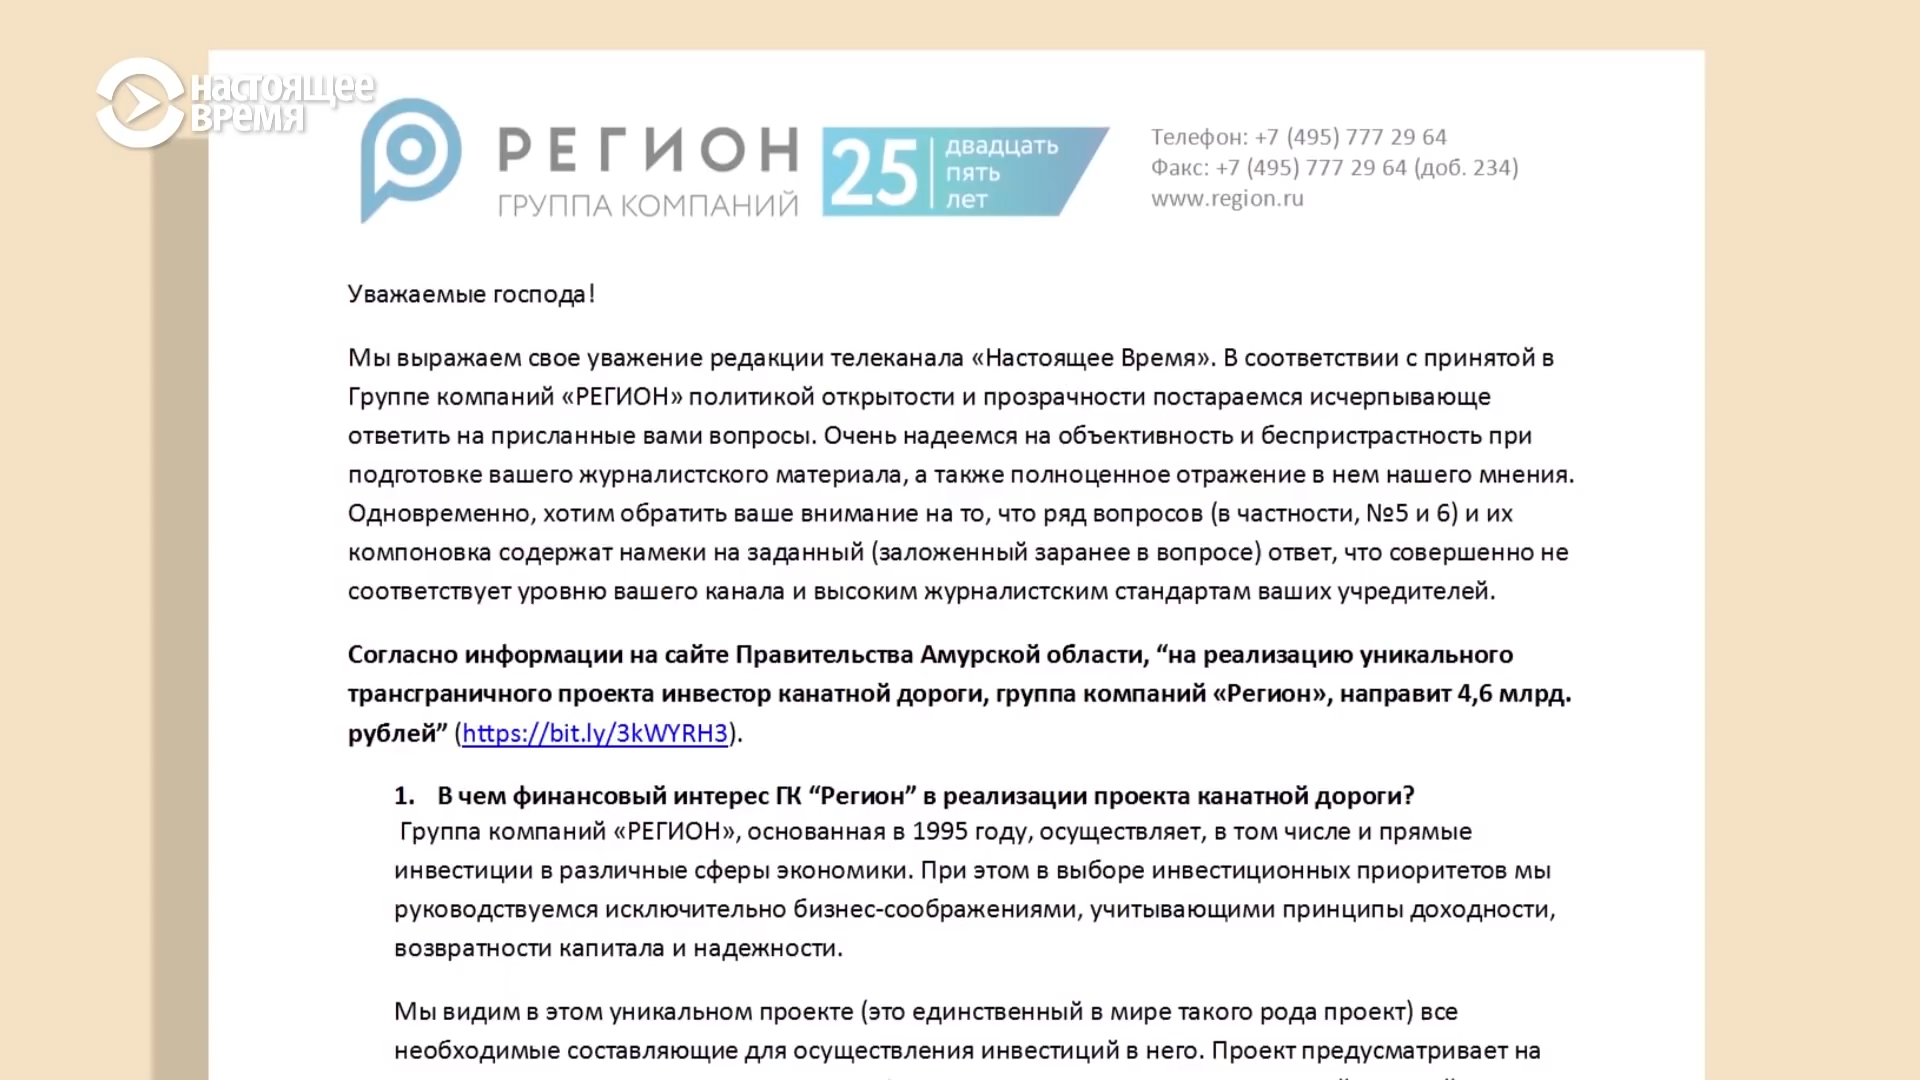 настоящее
время
РЕГИОН
ГРУППА КОМПАНИЙ
25
двадцать
пять
лет
Телефон: +7 (495) 777 29 64
Факс: +7 (495) 777 29 64 (доб. 234)
www.region.ru
Уважаемые господа!
Мы выражаем свое уважение редакции телеканала «Настоящее Время». В соответствии с принятой в
Группе компаний «РЕГИОН» политикой открытости и прозрачности постараемся исчерпывающе
ответить на присланные вами вопросы. Очень надеемся на объективность и беспристрастность при
подготовке вашего журналистского материала, а также полноценное отражение в нем нашего мнения.
Одновременно, хотим обратить ваше внимание на то, что ряд вопросов (в частности, №5 и 6) и их
компоновка содержат намеки на заданный (заложенный заранее в вопросе) ответ, что совершенно не
соответствует уровню вашего канала и высоким журналистским стандартам ваших учредителей.
Согласно информации на сайте Правительства Амурской области, “на реализацию уникального
трансграничного проекта инвестор канатной дороги, группа компаний «Регион», направит 4,6 млрд.
рублей” (https://bit.ly/3kWYRH3).
1. В чем финансовый интерес ГК “Регион” в реализации проекта канатной дороги?
Группа компаний «РЕГИОН», основанная в 1995 году, осуществляет, в том числе и прямые
инвестиции в различные сферы экономики. При этом в выборе инвестиционных приоритетов мы
руководствуемся исключительно бизнес-соображениями, учитывающими принципы доходности,
возвратности капитала и надежности.
Мы видим в этом уникальном проекте (это единственный в мире такого рода проект) все
необходимые составляющие для осуществления инвестиций в него. Проект предусматривает на